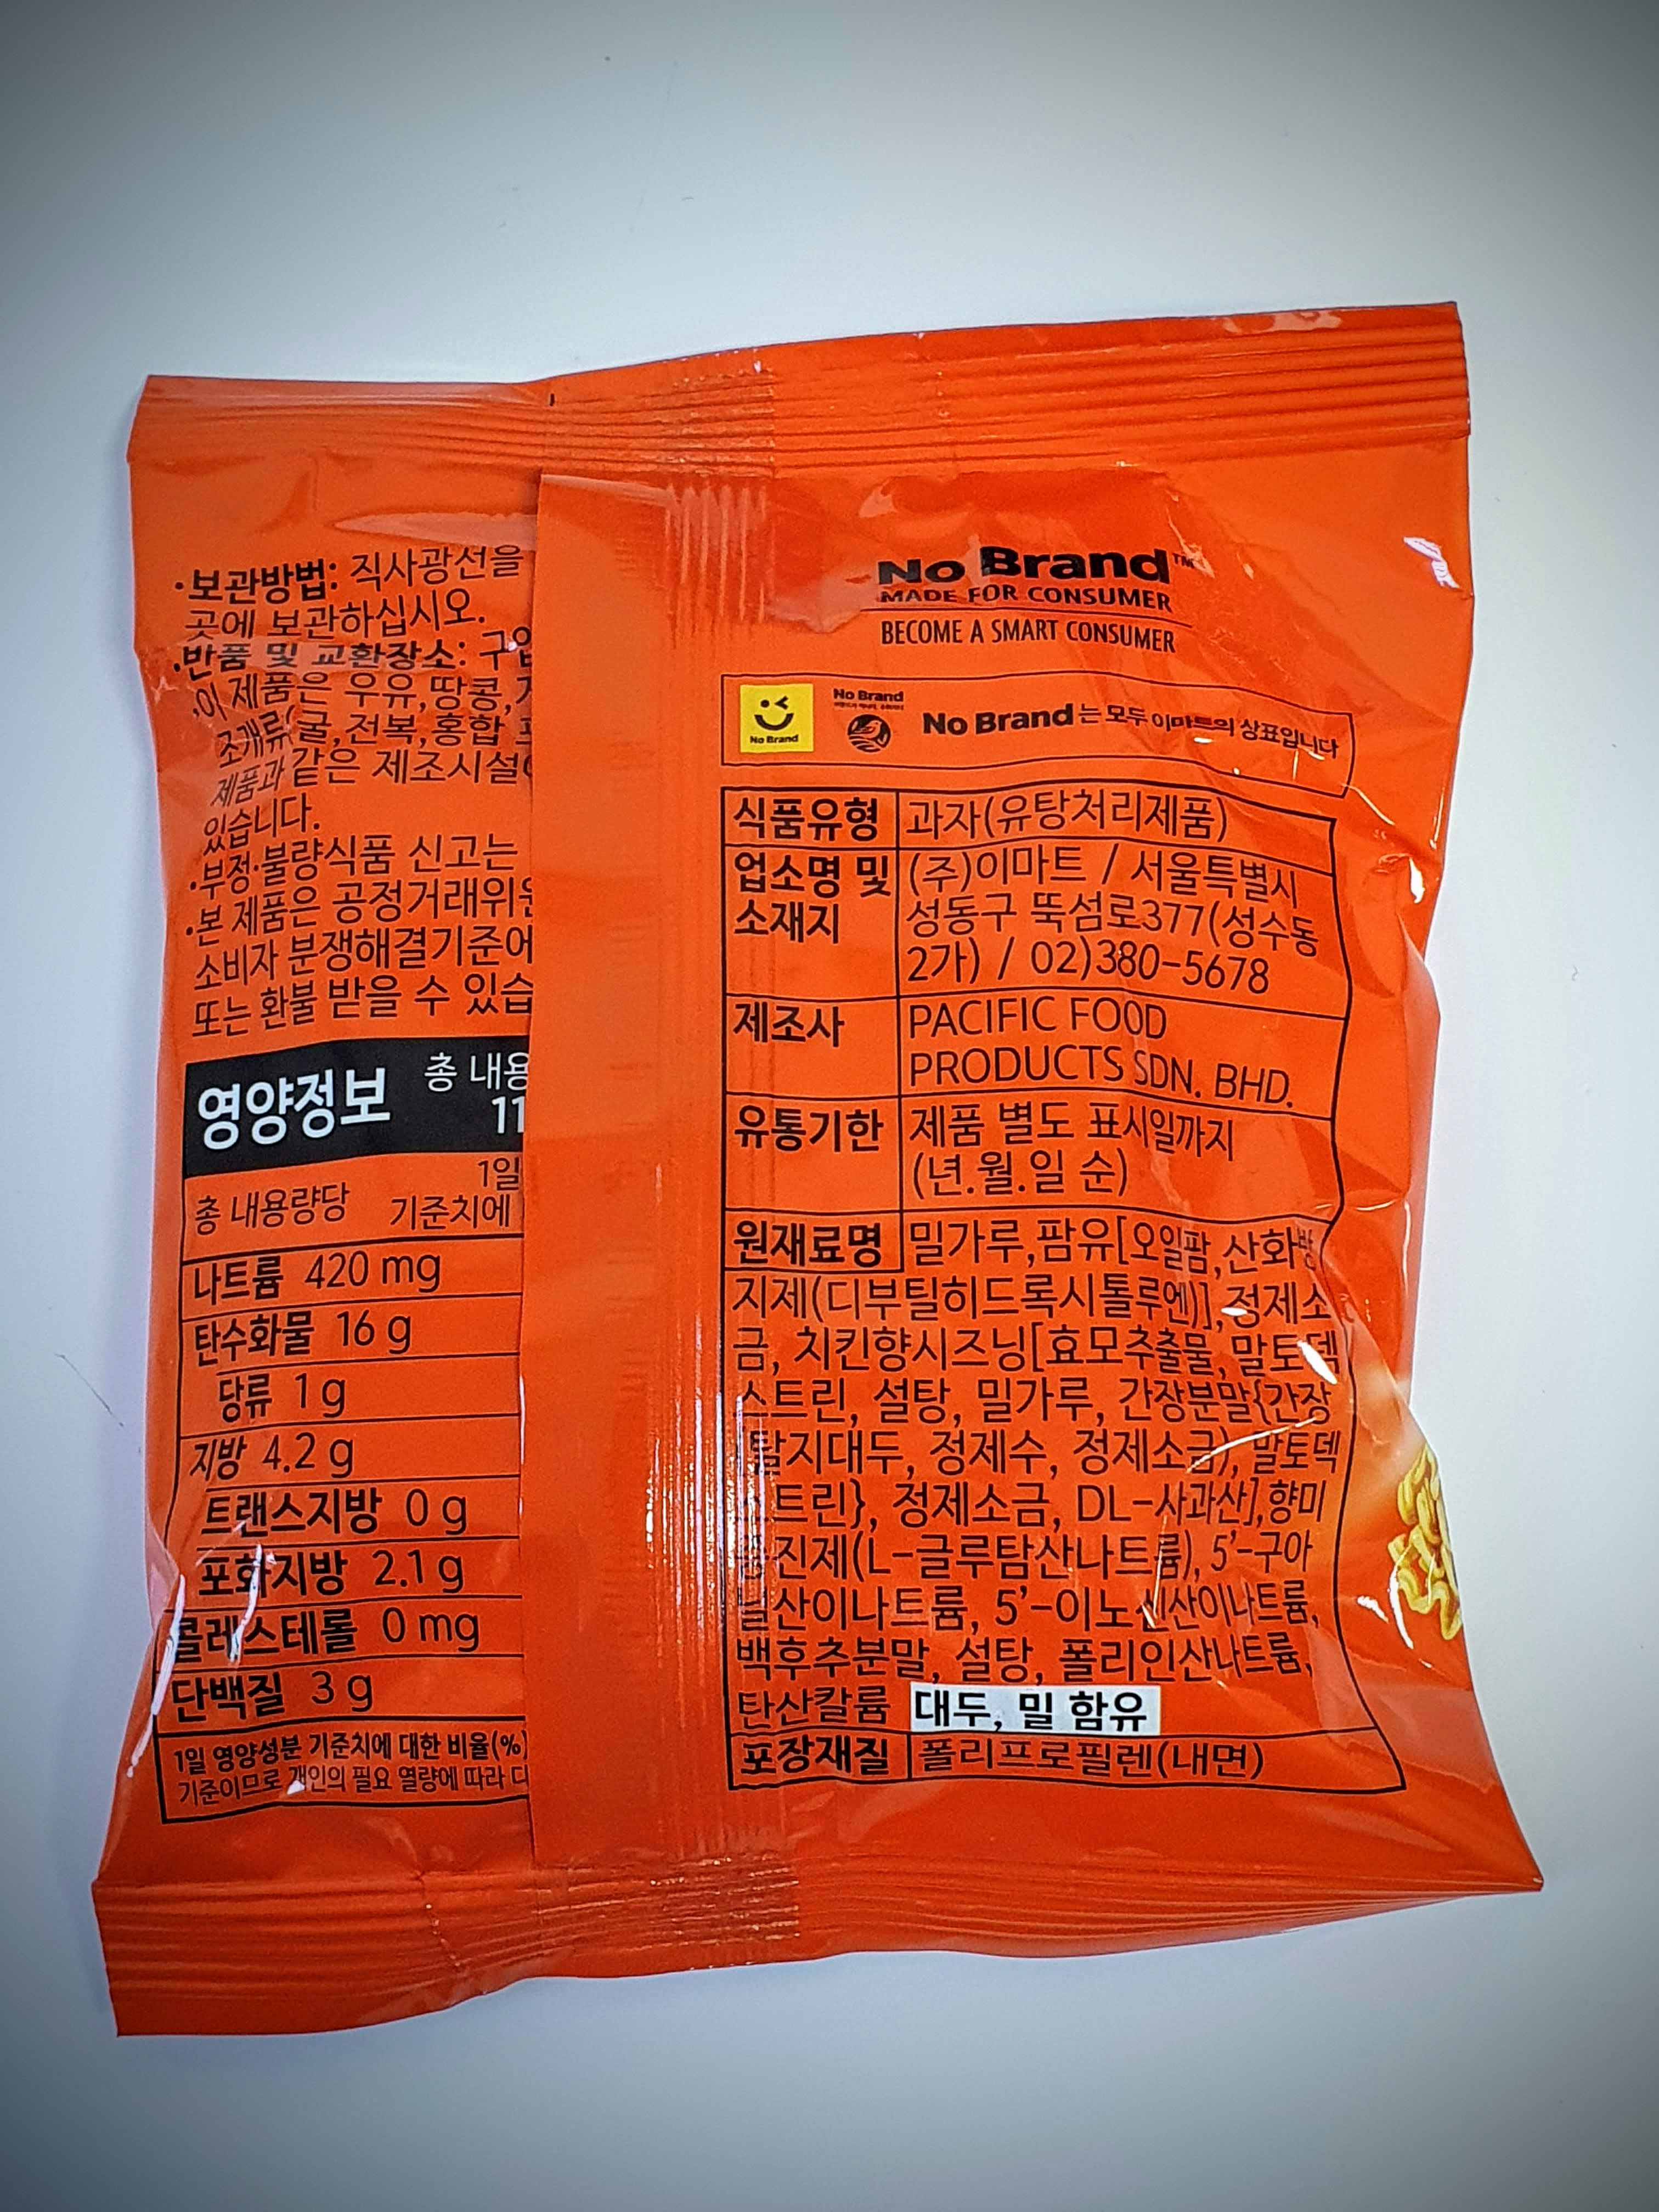 ·보관방법: 직사광선을
곳에 보관하십시오.
·반품 및 교환장소:
·이 제품은 우유,땅콩,
조개류(굴,전복,홍합
제품과 같은
있습니다.
·부정·불량식품 신고는
·본 제품은
소비자 분쟁해결기준에
또는 환불 받을 수
영양정보
총
11
총 내용량당
1일
기준치에
나트륨 420 mg
탄수화물 16 g
당류 1 g
지방 4.2 g
트랜스지방 0 g
포화지방 2.1 g
콜레스테롤 0 mg
단백질 3 g
1일 영양성분 기준치에 대한 비율(%)
기준이므로 개인의 필요 열량에 따라
No Brand™
MADE FOR CONSUMER
BECOME A SMART CONSUMER
No Brand
No Brand
No Brand는 모두 이마트의 상표입니다
식품유형 과자(유탕처리제품)
업소명 및 (주)이마트 / 서울특별시
소재지 성동구 뚝섬로377(성수동
2가) / 02)380-5678
제조사 PACIFIC FOOD
PRODUCTS SDN. BHD.
유통기한 제품 별도 표시일까지
(년.월.일 순)
원재료명 밀가루,팜유[오일팜,산화방
지제(디부틸히드록시톨루엔)],정제소
금, 치킨향시즈닝[효모추출물,말토덱
스트린, 설탕, 밀가루, 간장분말{간장
(탈지대두, 정제수, 정제소금), 말토덱
스트린}, 정제소금, DL-사과산],향미
증진제(L-글루탐산나트륨), 5'-구아
닐산이나트륨, 5'-이노신산이나트륨,
백후추분말, 설탕, 폴리인산나트륨,
탄산칼륨 대두, 밀 함유
포장재질 폴리프로필렌(내면)